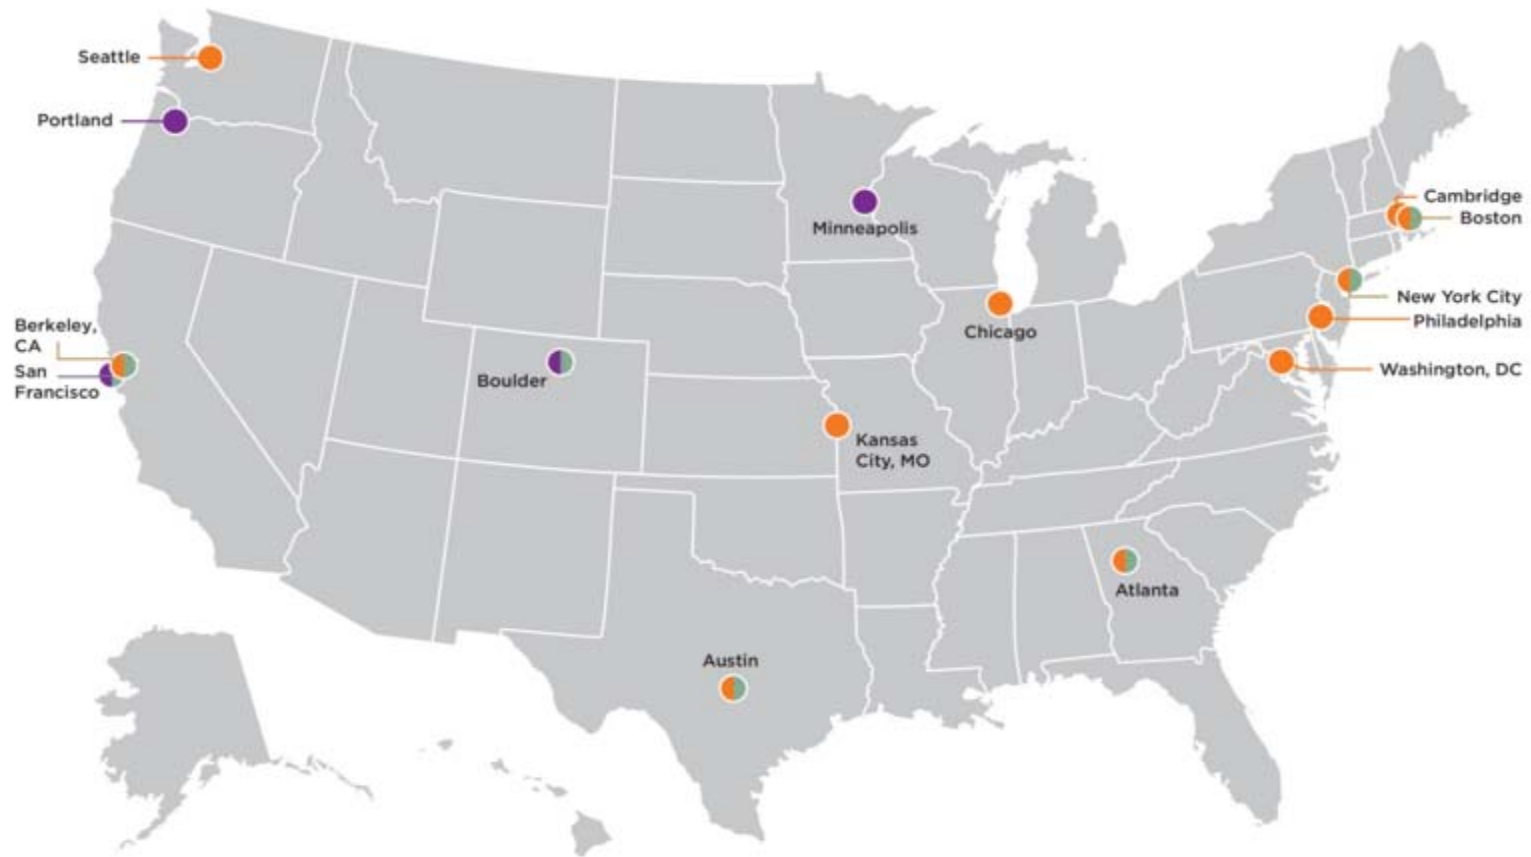 Seattle
Portland
Minneapolis
Cambridge
Boston
New York City
Philadelphia
Chicago
Berkeley,
CA
San
Francisco
Boulder
Washington, DC
Kansas
City, MO
Atlanta
Austin